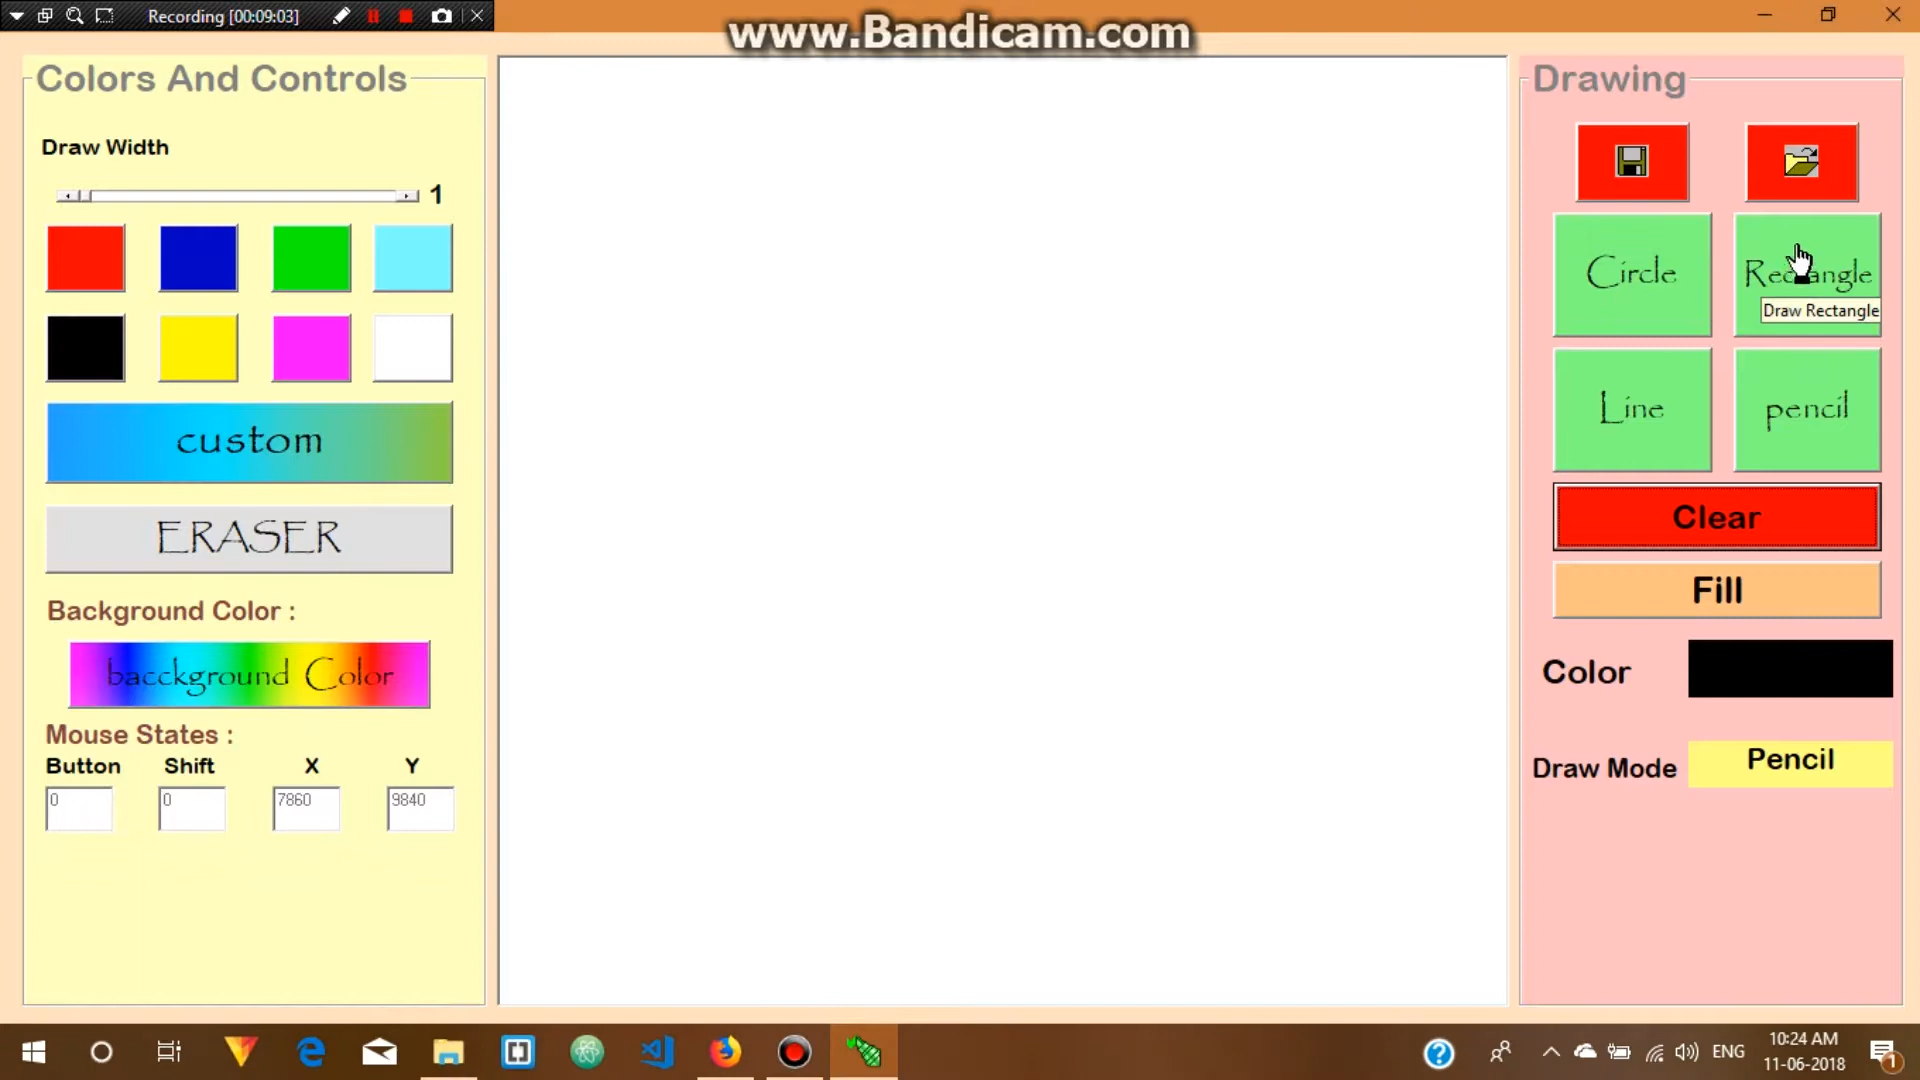 Recording [00:09:03]
www.Bandicam.com
Colors And Controls
Draw Width
1
custom
ERASER
Background Color :
bacckground Color
Mouse States :
Button Shift X Y
0 0 7860 9840
Drawing
Circle
Rectangle
Draw Rectangle
Line
pencil
Clear
Fill
Color
Draw Mode
Pencil
ENG
10:24 AM
11-06-2018
1